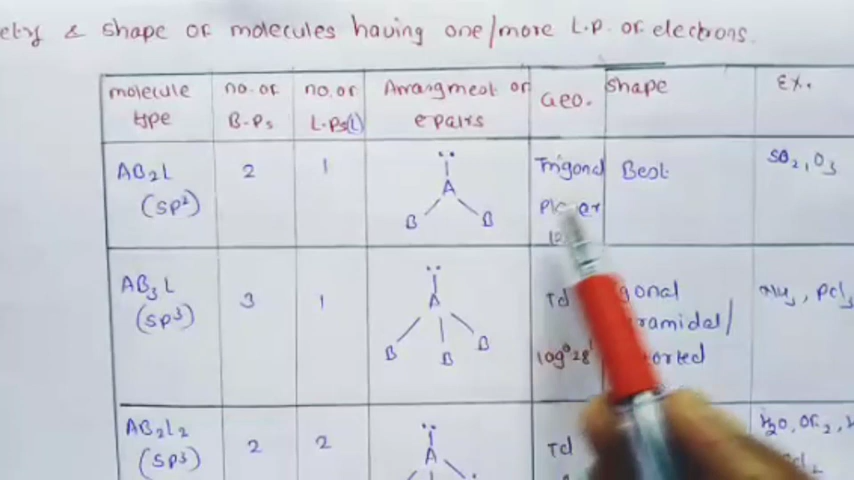 etry & shape of molecules having one/more L.P. of electrons.
molecule type
no. of B-Ps
no. of L.Ps(L)
Arrangment of e pairs
Geo.
shape
Ex.
AB2L (sp²)
2
1
A B B
Trigonal
Bent
SO2, O3
AB3L (sp³)
3
1
A B B B
Td
109°28'
NH3, PCl3
AB2L2 (sp³)
2
2
A
Td
H2O, OF2,